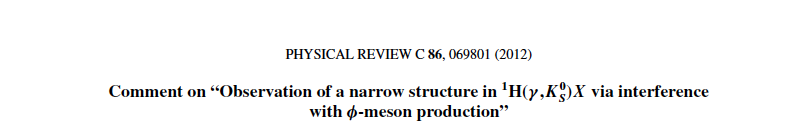 PHYSICAL REVIEW C 86, 069801 (2012)
Comment on “Observation of a narrow structure in ¹H(γ,K⁰_S)X via interference
with ϕ-meson production”